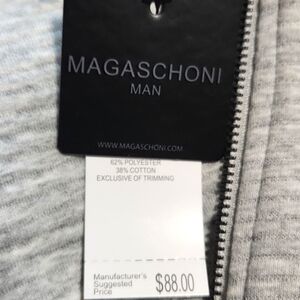 MAGASCHONI
MAN
WWW.MAGASCHONI.COM
62% POLYESTER
38% COTTON
EXCLUSIVE OF TRIMMING
Manufacturer's
Suggested
Price
$88.00